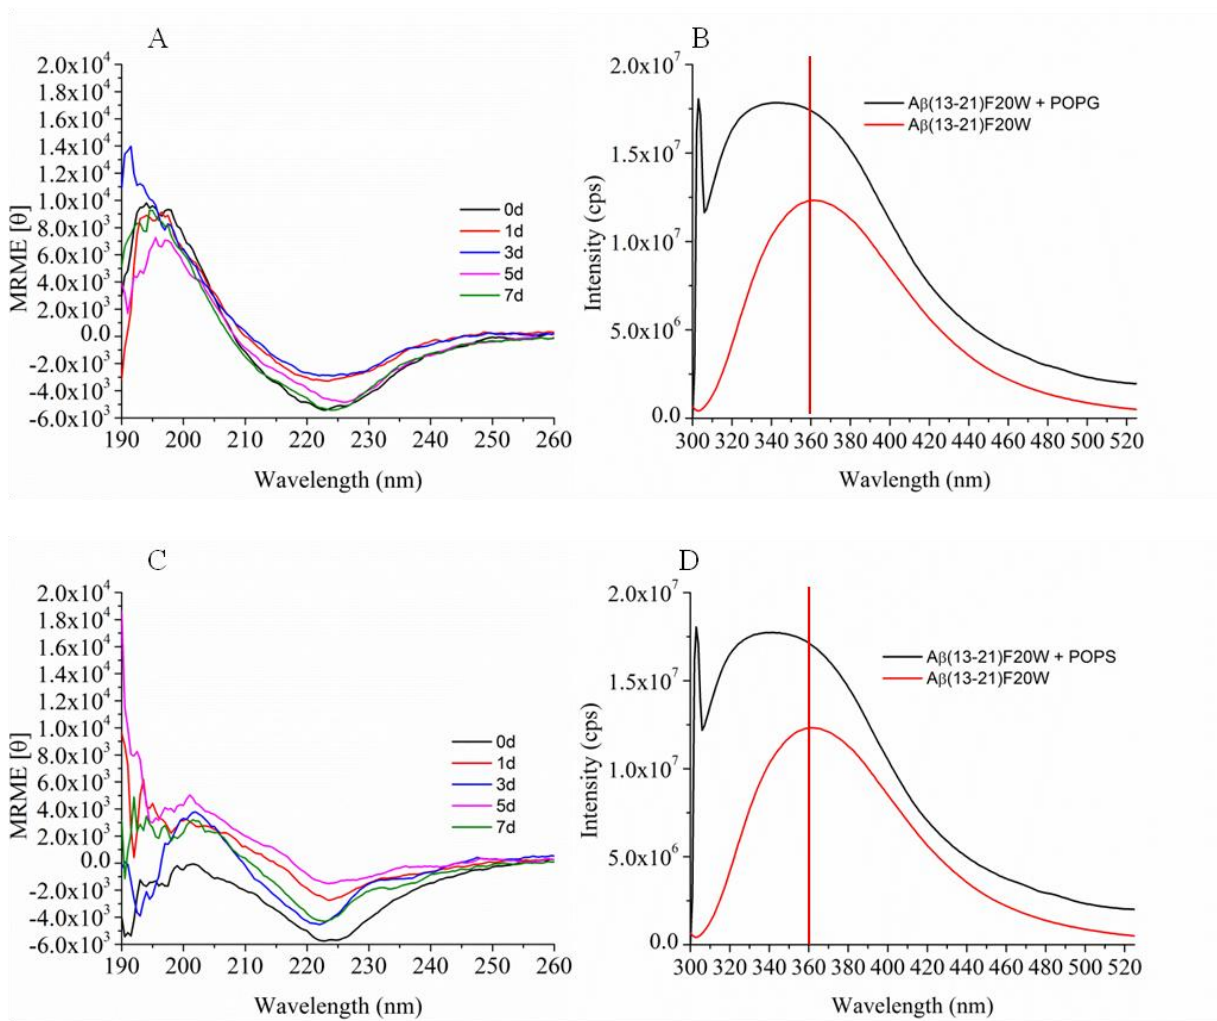 A
2.0x10⁴
1.8x10⁴
1.6x10⁴
1.4x10⁴
1.2x10⁴
1.0x10⁴
8.0x10³
6.0x10³
4.0x10³
2.0x10³
0.0
-2.0x10³
-4.0x10³
-6.0x10³
MRME [θ]
0d
1d
3d
5d
7d
190 200 210 220 230 240 250 260
Wavelength (nm)
B
2.0x10⁷
1.5x10⁷
1.0x10⁷
5.0x10⁶
0.0
Intensity (cps)
Aβ(13-21)F20W + POPG
Aβ(13-21)F20W
300 320 340 360 380 400 420 440 460 480 500 520
Wavlength (nm)
C
2.0x10⁴
1.8x10⁴
1.6x10⁴
1.4x10⁴
1.2x10⁴
1.0x10⁴
8.0x10³
6.0x10³
4.0x10³
2.0x10³
0.0
-2.0x10³
-4.0x10³
-6.0x10³
MRME [θ]
0d
1d
3d
5d
7d
190 200 210 220 230 240 250 260
Wavelength (nm)
D
2.0x10⁷
1.5x10⁷
1.0x10⁷
5.0x10⁶
0.0
Intensity (cps)
Aβ(13-21)F20W + POPS
Aβ(13-21)F20W
300 320 340 360 380 400 420 440 460 480 500 520
Wavelength (nm)